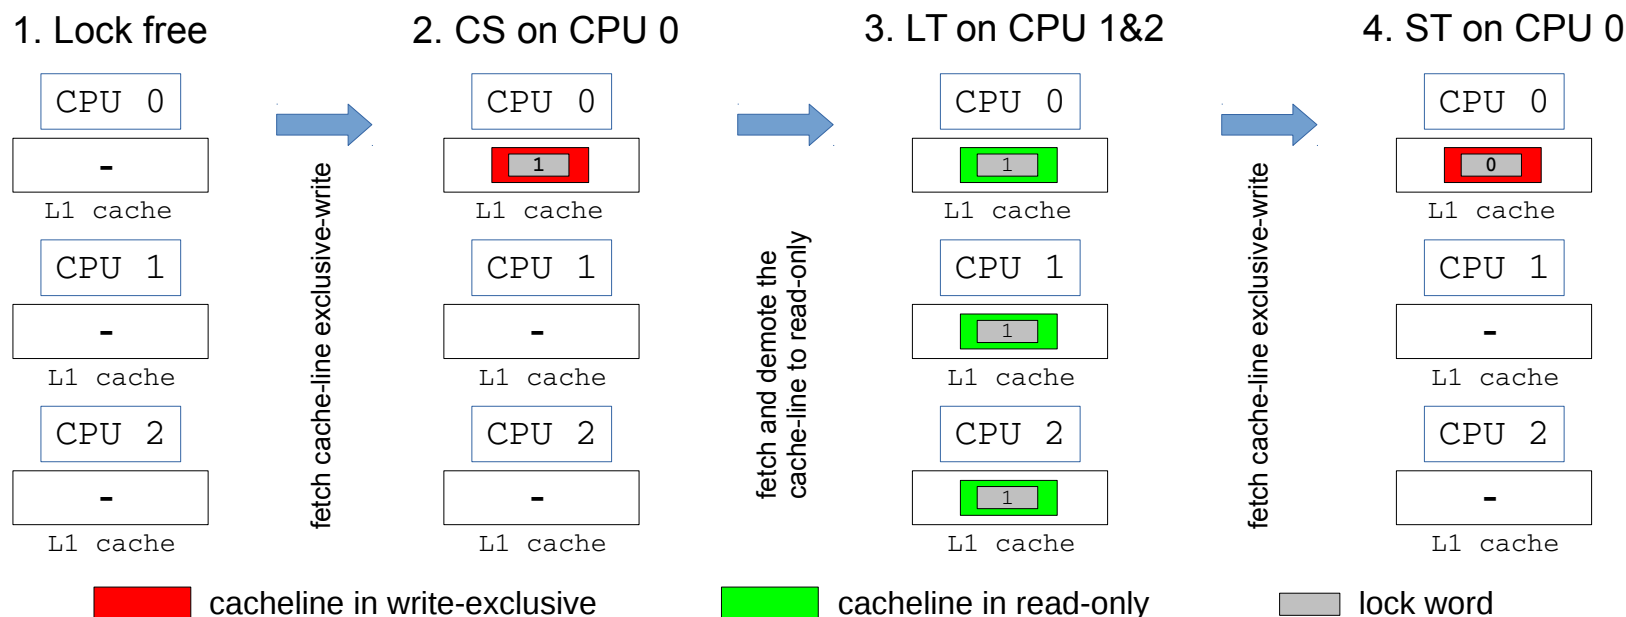 1. Lock free
2. CS on CPU 0
3. LT on CPU 1&2
4. ST on CPU 0
CPU 0
-
L1 cache
CPU 1
-
L1 cache
CPU 2
-
L1 cache
fetch cache-line exclusive-write
CPU 0
1
L1 cache
CPU 1
-
L1 cache
CPU 2
-
L1 cache
fetch and demote the
cache-line to read-only
CPU 0
1
L1 cache
CPU 1
1
L1 cache
CPU 2
1
L1 cache
fetch cache-line exclusive-write
CPU 0
0
L1 cache
CPU 1
-
L1 cache
CPU 2
-
L1 cache
cacheline in write-exclusive
cacheline in read-only
lock word